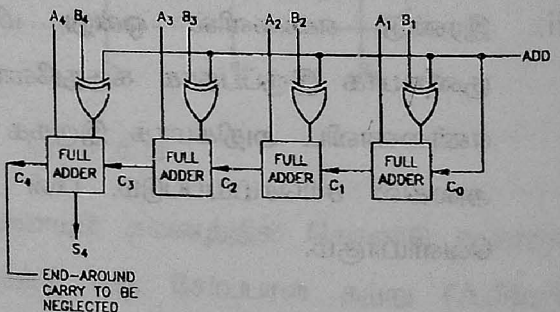 A₄ B₄ A₃ B₃ A₂ B₂ A₁ B₁
ADD
FULL ADDER FULL ADDER FULL ADDER FULL ADDER
C₄ C₃ C₂ C₁ C₀
S₄
END-AROUND
CARRY TO BE
NEGLECTED